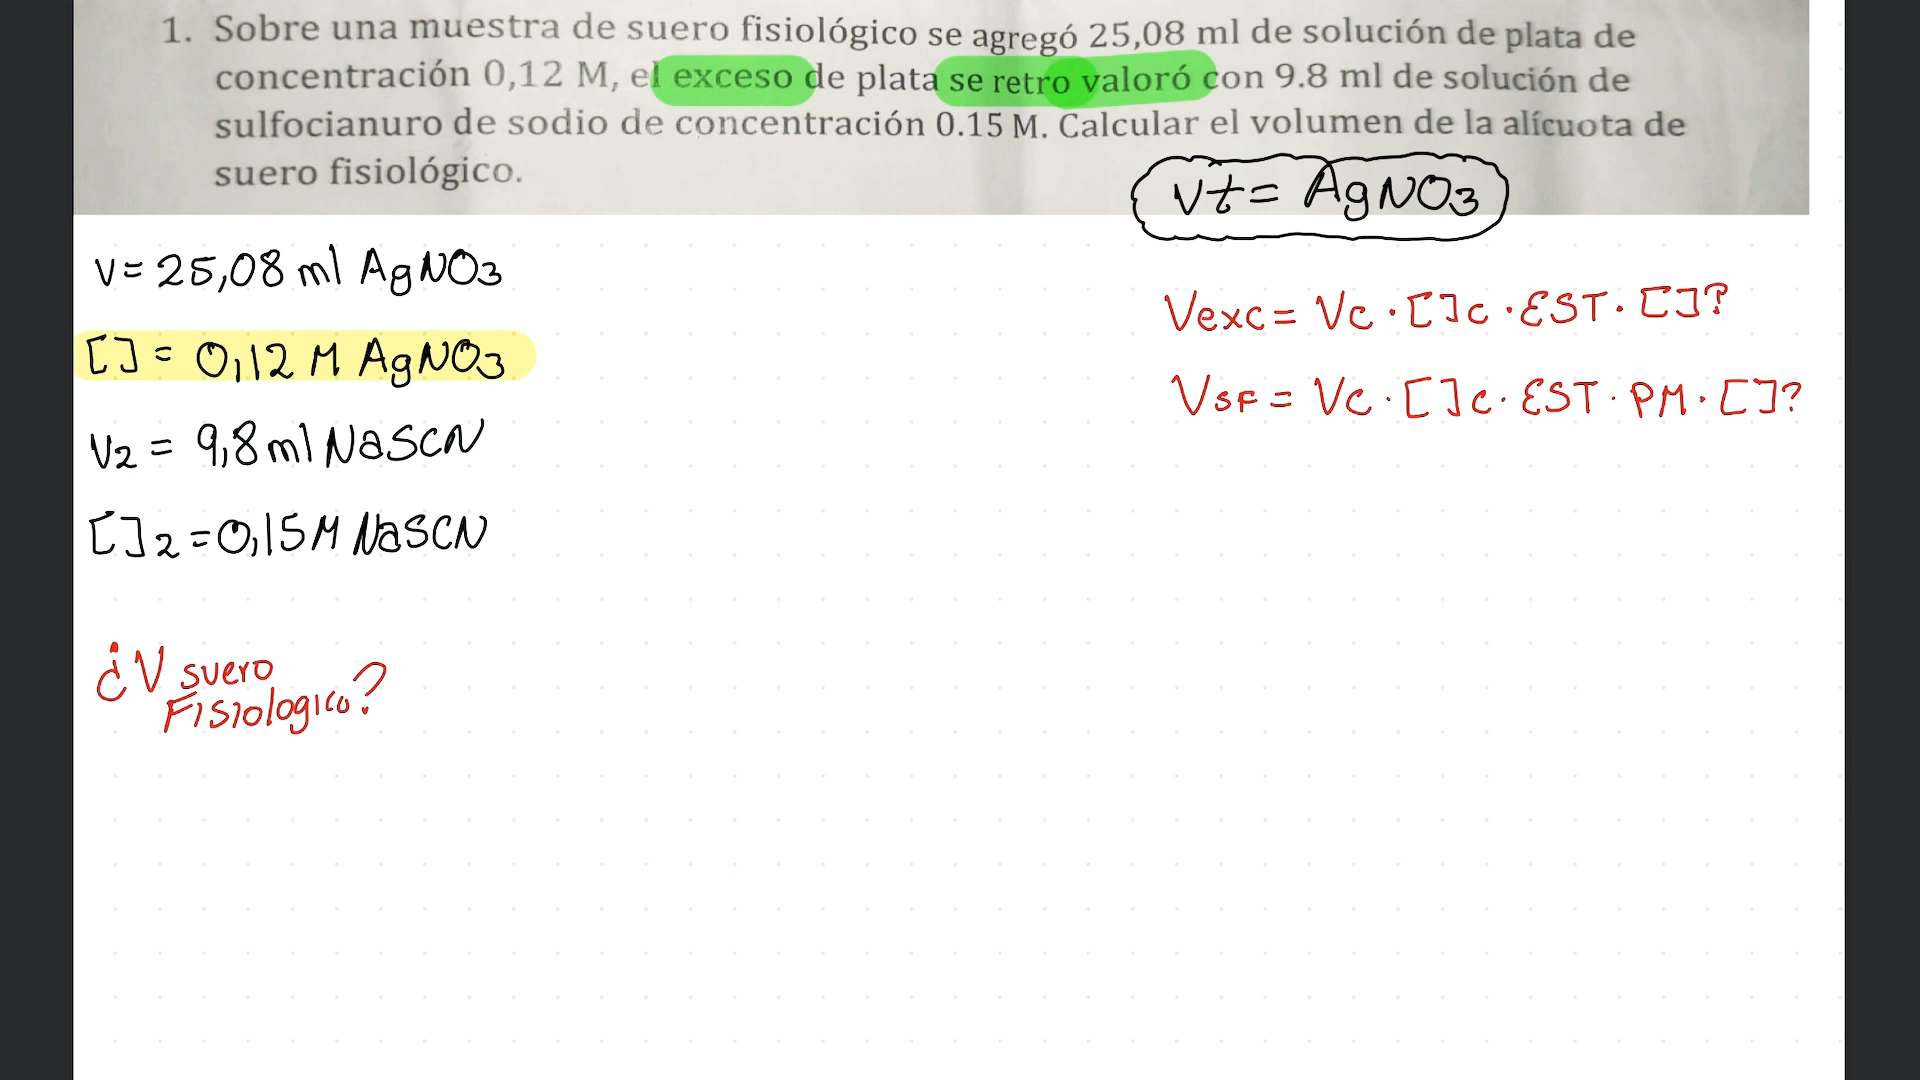 1. Sobre una muestra de suero fisiológico se agregó 25,08 ml de solución de plata de
concentración 0,12 M, el exceso de plata se retro valoró con 9.8 ml de solución de
sulfocianuro de sodio de concentración 0.15 M. Calcular el volumen de la alícuota de
suero fisiológico.
Vt= AgNO3
V= 25,08 ml AgNO3
[ ] = 0,12 M AgNO3
V2 = 9,8 ml NaSCN
[ ]2 = 0,15 M NaSCN
¿V suero
Fisiologico?
Vexc = Vc · [ ]c · EST · [ ]?
VSF = Vc · [ ]c · EST · PM · [ ]?